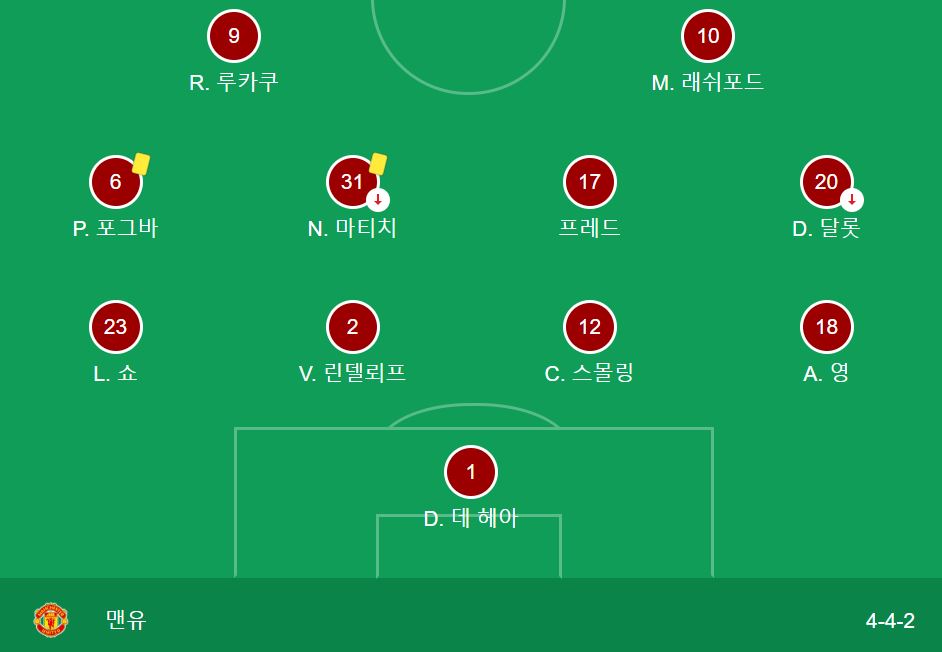 9 10
R. 루카쿠 M. 래쉬포드
6 31 17 20
P. 포그바 N. 마티치 프레드 D. 달롯
23 2 12 18
L. 쇼 V. 린델뢰프 C. 스몰링 A. 영
1
D. 데 헤아
맨유 4-4-2